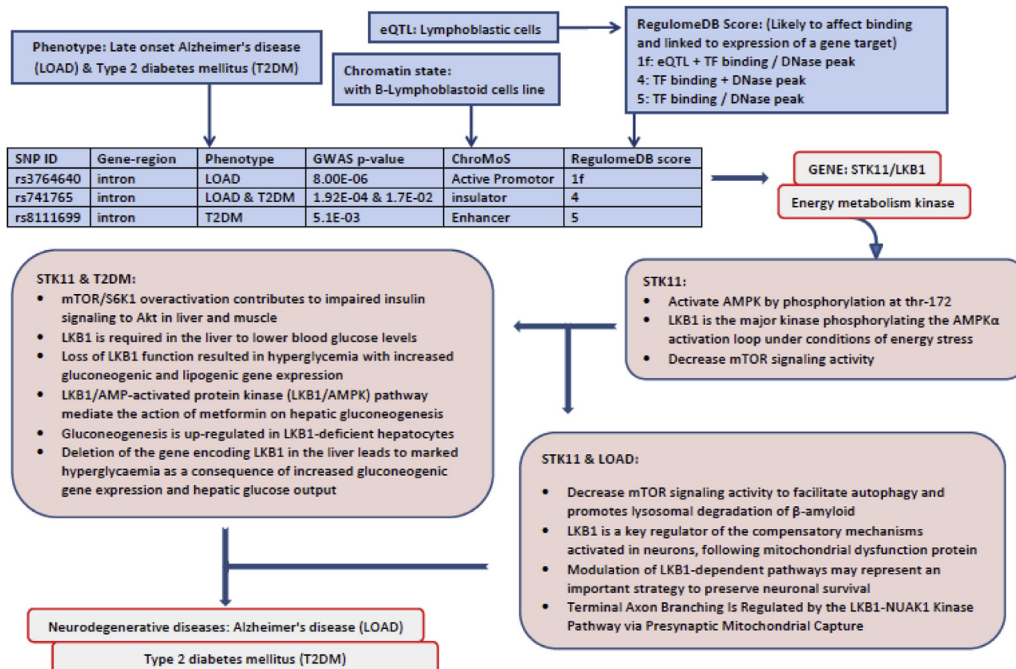 Phenotype: Late onset Alzheimer's disease
(LOAD) & Type 2 diabetes mellitus (T2DM)
eQTL: Lymphoblastic cells
Chromatin state:
with B-Lymphoblastoid cells line
RegulomeDB Score: (Likely to affect binding
and linked to expression of a gene target)
1f: eQTL + TF binding / DNase peak
4: TF binding + DNase peak
5: TF binding / DNase peak
SNP ID Gene-region Phenotype GWAS p-value ChroMoS RegulomeDB score
rs3764640 intron LOAD 8.00E-06 Active Promotor 1f
rs741765 intron LOAD & T2DM 1.92E-04 & 1.7E-02 insulator 4
rs8111699 intron T2DM 5.1E-03 Enhancer 5
GENE: STK11/LKB1
Energy metabolism kinase
STK11:
• Activate AMPK by phosphorylation at thr-172
• LKB1 is the major kinase phosphorylating the AMPKα
activation loop under conditions of energy stress
• Decrease mTOR signaling activity
STK11 & T2DM:
• mTOR/S6K1 overactivation contributes to impaired insulin
signaling to Akt in liver and muscle
• LKB1 is required in the liver to lower blood glucose levels
• Loss of LKB1 function resulted in hyperglycemia with increased
gluconeogenic and lipogenic gene expression
• LKB1/AMP-activated protein kinase (LKB1/AMPK) pathway
mediate the action of metformin on hepatic gluconeogenesis
• Gluconeogenesis is up-regulated in LKB1-deficient hepatocytes
• Deletion of the gene encoding LKB1 in the liver leads to marked
hyperglycaemia as a consequence of increased gluconeogenic
gene expression and hepatic glucose output
STK11 & LOAD:
• Decrease mTOR signaling activity to facilitate autophagy and
promotes lysosomal degradation of β-amyloid
• LKB1 is a key regulator of the compensatory mechanisms
activated in neurons, following mitochondrial dysfunction protein
• Modulation of LKB1-dependent pathways may represent an
important strategy to preserve neuronal survival
• Terminal Axon Branching Is Regulated by the LKB1-NUAK1 Kinase
Pathway via Presynaptic Mitochondrial Capture
Neurodegenerative diseases: Alzheimer's disease (LOAD)
Type 2 diabetes mellitus (T2DM)